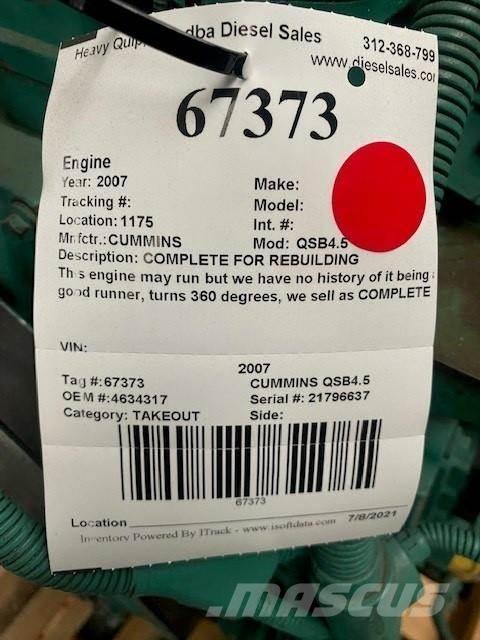 Heavy dba Diesel Sales
312-368-799
www.dieselsales.com
67373
Engine
Year: 2007 Make:
Tracking #: Model:
Location: 1175 Int. #:
Mnfctr.: CUMMINS Mod: QSB4.5
Description: COMPLETE FOR REBUILDING
This engine may run but we have no history of it being
good runner, turns 360 degrees, we sell as COMPLETE
VIN:
2007
Tag #:67373 CUMMINS QSB4.5
OEM #:4634317 Serial #: 21796637
Category: TAKEOUT Side:
67373
Location
7/8/2021
Inventory Powered By ITrack - www.isoftdata.com
MASCUS